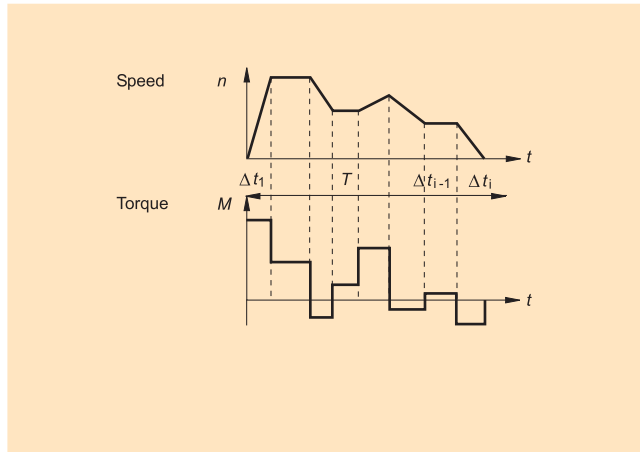 Speed n
t
Δt1 T Δti-1 Δti
Torque M
t